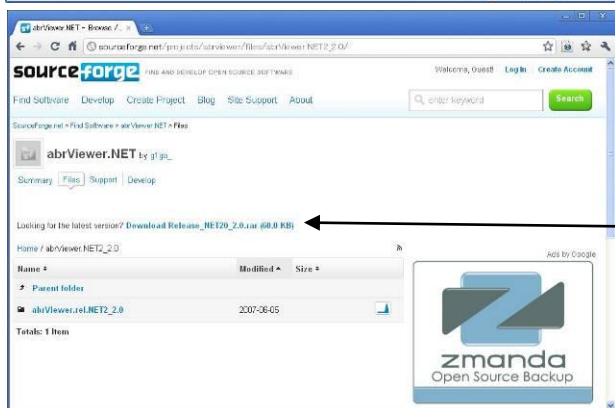 abrViewer.NET - Browse /...
sourceforge.net/projects/abrviewer/files/abrViewer.NET2_2.0/
sourceforge FIND AND DEVELOP OPEN SOURCE SOFTWARE
Welcome, Guest! Log In Create Account
Find Software Develop Create Project Blog Site Support About
enter keyword Search
SourceForge.net > Find Software > abrViewer.NET > Files
abrViewer.NET by g1ga_
Summary Files Support Develop
Looking for the latest version? Download Release_NET20_2.0.rar (60.0 KB)
Home / abrViewer.NET2_2.0
Name Modified Size
Parent folder
abrViewer.rel.NET2_2.0 2007-06-05
Totals: 1 Item
Ads by Google
zmanda
Open Source Backup